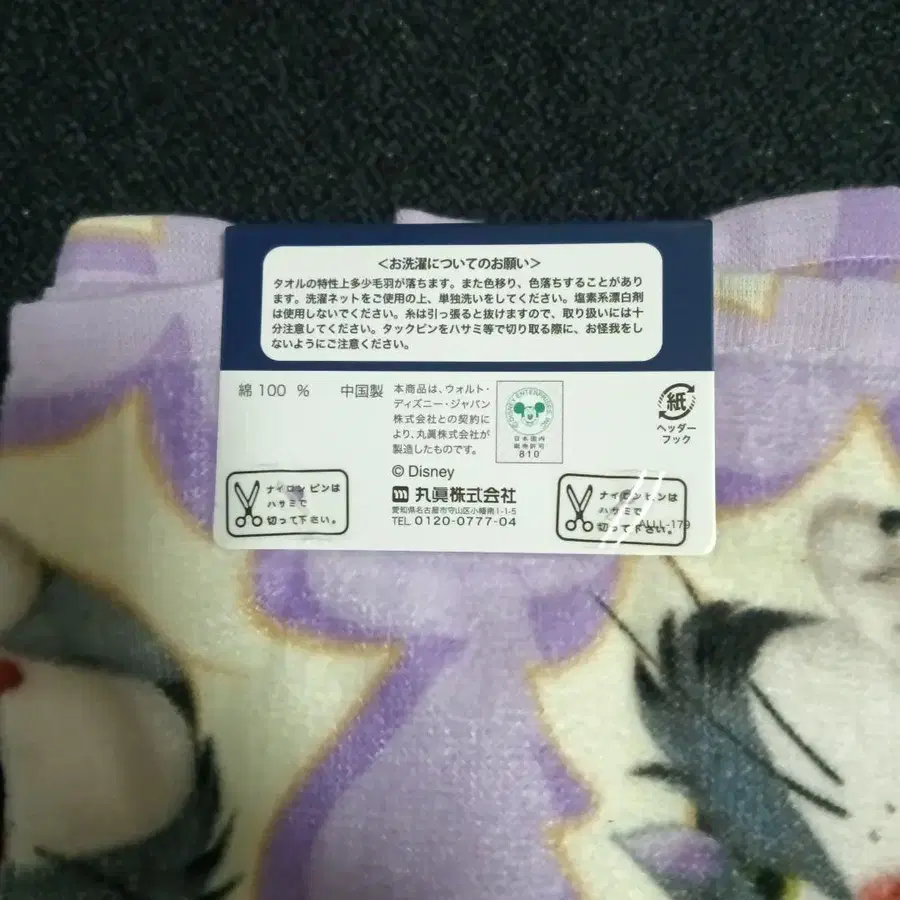 <お洗濯についてのお願い>
タオルの特性上多少毛羽が落ちます。また色移り、色落ちすることがあり
ます。洗濯ネットをご使用の上、単独洗いをしてください。塩素系漂白剤
は使用しないでください。糸は引っ張ると抜けますので、取り扱いには十
分注意してください。タックピンをハサミ等で切り取る際に、お怪我をし
ないようにご注意ください。
綿 100 %
中国製
本商品は、ウォルト・
ディズニー・ジャパン
株式会社との契約に
より、丸眞株式会社が
製造したものです。
© Disney
日本国内
販売許可
810
紙
ヘッダー
フック
丸眞株式会社
愛知県名古屋市守山区小幡南1-1-5
TEL 0120-0777-04
ナイロンピンは
ハサミで
切って下さい。
ナイロンピンは
ハサミで
切って下さい。